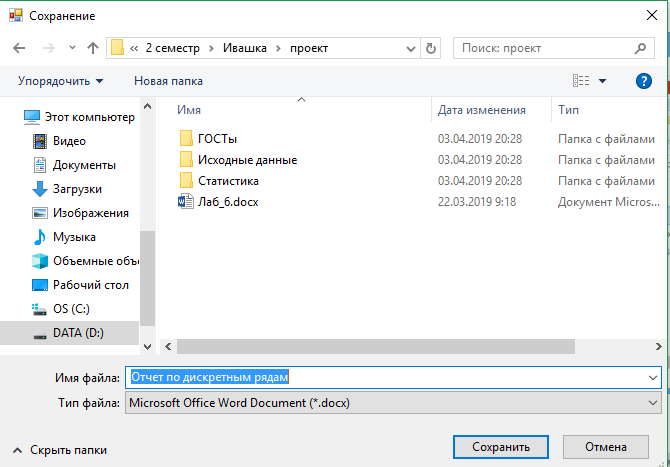 Сохранение
« 2 семестр › Ивашка › проект
Поиск: проект
Упорядочить
Новая папка
?
Этот компьютер
Видео
Документы
Загрузки
Изображения
Музыка
Объемные объ
Рабочий стол
OS (C:)
DATA (D:)
Имя Дата изменения Тип
ГОСТы 03.04.2019 20:28 Папка с файлами
Исходные данные 03.04.2019 20:28 Папка с файлами
Статистика 03.04.2019 20:28 Папка с файлами
Лаб_6.docx 22.03.2019 9:18 Документ Micros...
Имя файла: Отчет по дискретным рядам
Тип файла: Microsoft Office Word Document (*.docx)
Скрыть папки
Сохранить
Отмена